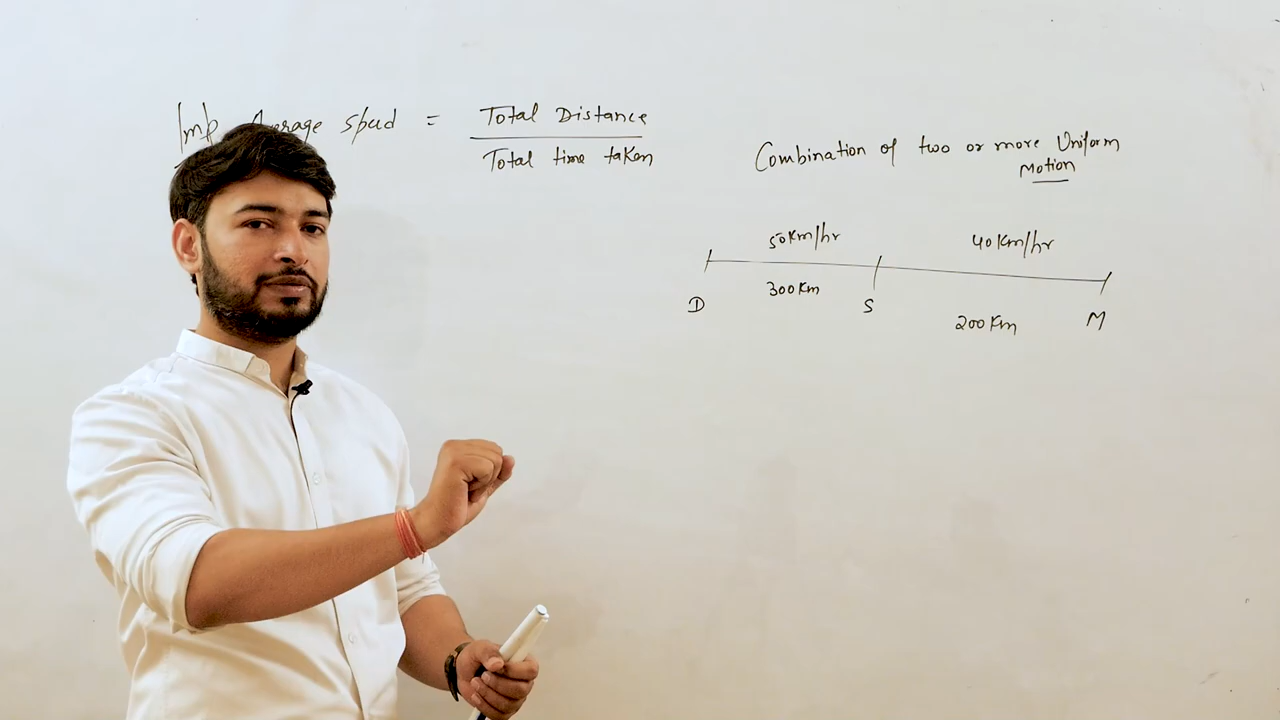 Imp Average speed = Total Distance
Total time taken
Combination of two or more Uniform
Motion
50Km/hr 40Km/hr
300Km
D S
200Km M